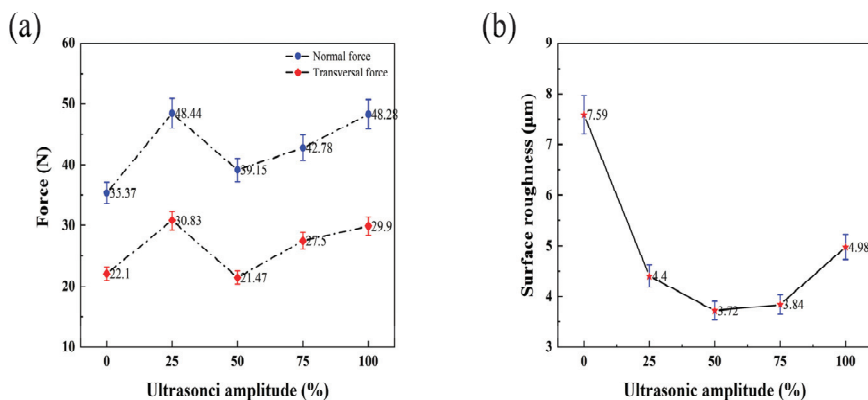 (a)
60
50
40
30
20
10
Force (N)
Normal force
Transversal force
35.37
48.44
39.15
42.78
48.28
22.1
30.83
21.47
27.5
29.9
0 25 50 75 100
Ultrasonci amplitude (%)
(b)
9
8
7
6
5
4
3
Surface roughness (μm)
7.59
4.4
3.72
3.84
4.98
0 25 50 75 100
Ultrasonic amplitude (%)